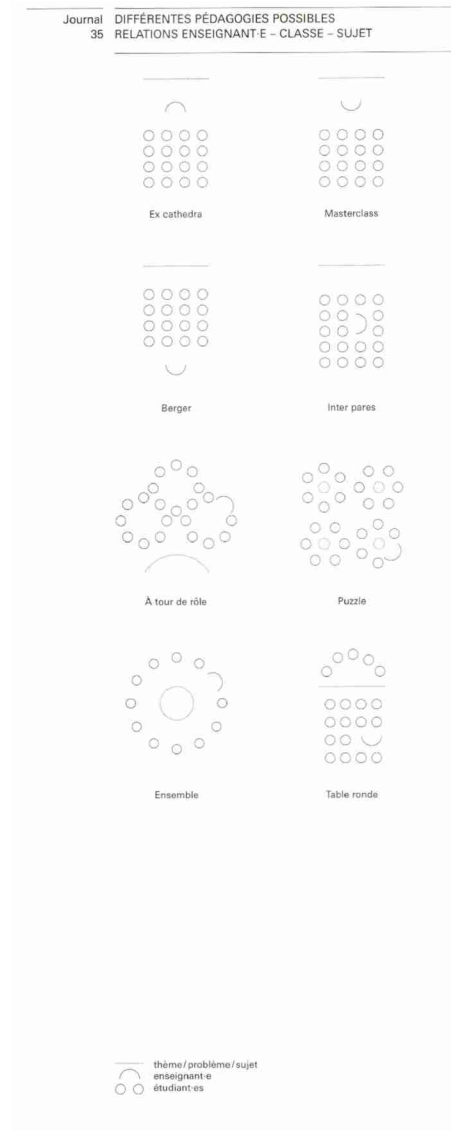 Journal DIFFÉRENTES PÉDAGOGIES POSSIBLES
35 RELATIONS ENSEIGNANT·E – CLASSE – SUJET
Ex cathedra
Masterclass
Berger
Inter pares
À tour de rôle
Puzzle
Ensemble
Table ronde
thème/problème/sujet
enseignant·e
étudiant·es